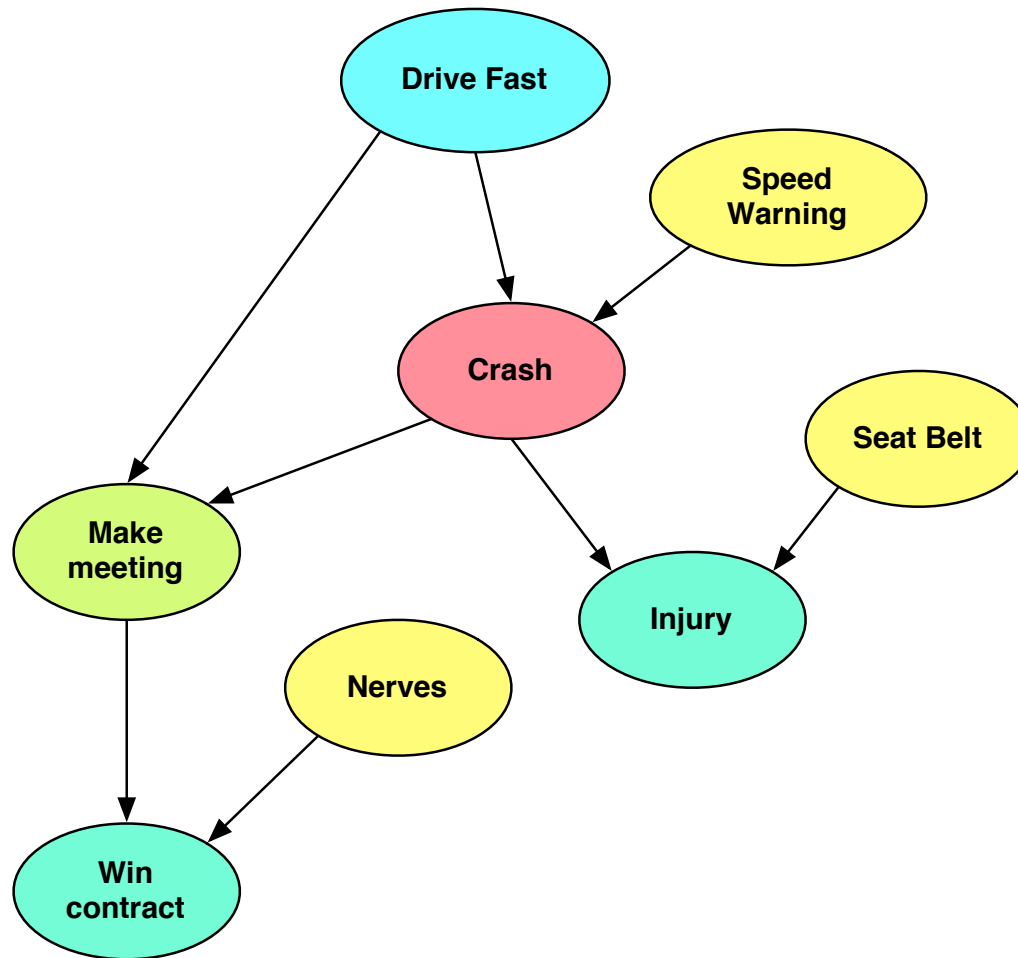 Drive Fast
Speed
Warning
Crash
Seat Belt
Make
meeting
Injury
Nerves
Win
contract